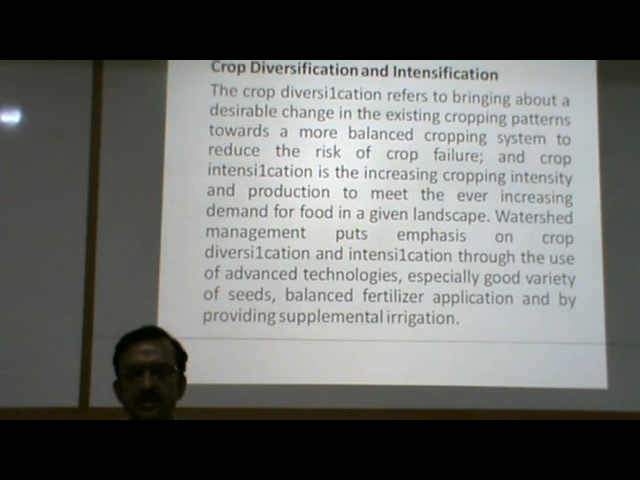 Crop Diversification and Intensification
The crop diversi1cation refers to bringing about a
desirable change in the existing cropping patterns
towards a more balanced cropping system to
reduce the risk of crop failure; and crop
intensi1cation is the increasing cropping intensity
and production to meet the ever increasing
demand for food in a given landscape. Watershed
management puts emphasis on crop
diversi1cation and intensi1cation through the use
of advanced technologies, especially good variety
of seeds, balanced fertilizer application and by
providing supplemental irrigation.